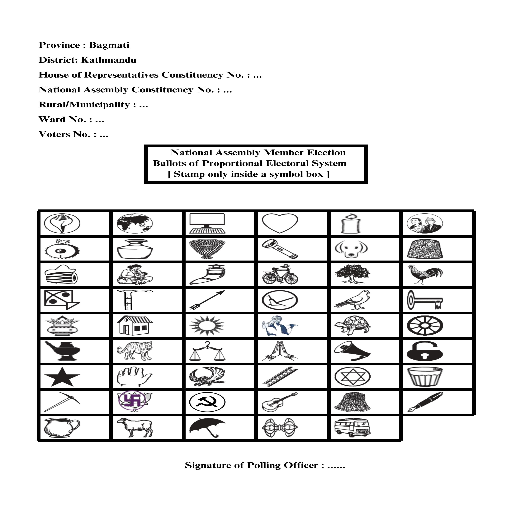 Province : Bagmati
District: Kathmandu
House of Representatives Constituency No. : ...
National Assembly Constituency No. : ...
Rural/Municipality : ...
Ward No. : ...
Voters No. : ...
National Assembly Member Election
Ballots of Proportional Electoral System
[ Stamp only inside a symbol box ]
Signature of Polling Officer : ......